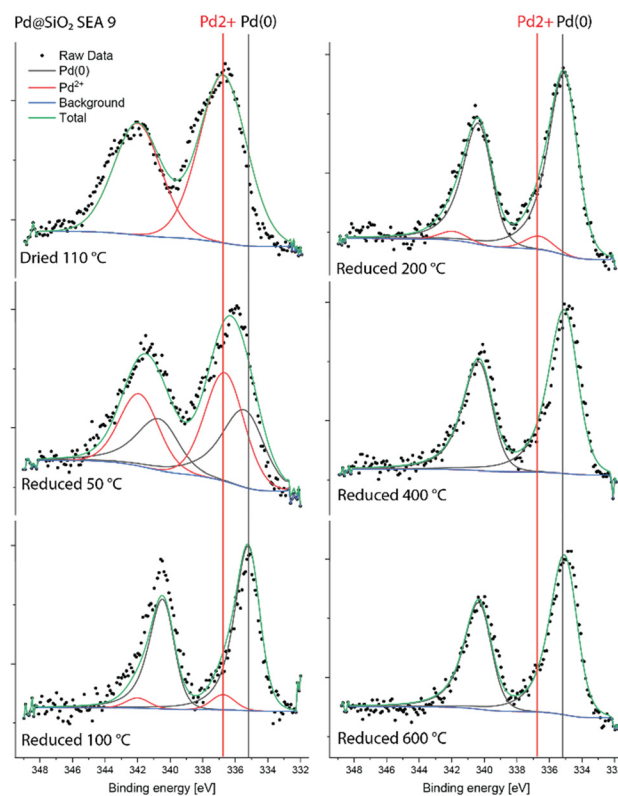 Pd@SiO₂ SEA 9
Pd2+ Pd(0)
Raw Data
Pd(0)
Pd²⁺
Background
Total
Dried 110 °C
Reduced 50 °C
Reduced 100 °C
348 346 344 342 340 338 336 334 332
Binding energy [eV]
Pd2+ Pd(0)
Reduced 200 °C
Reduced 400 °C
Reduced 600 °C
348 346 344 342 340 338 336 334 332
Binding energy [eV]